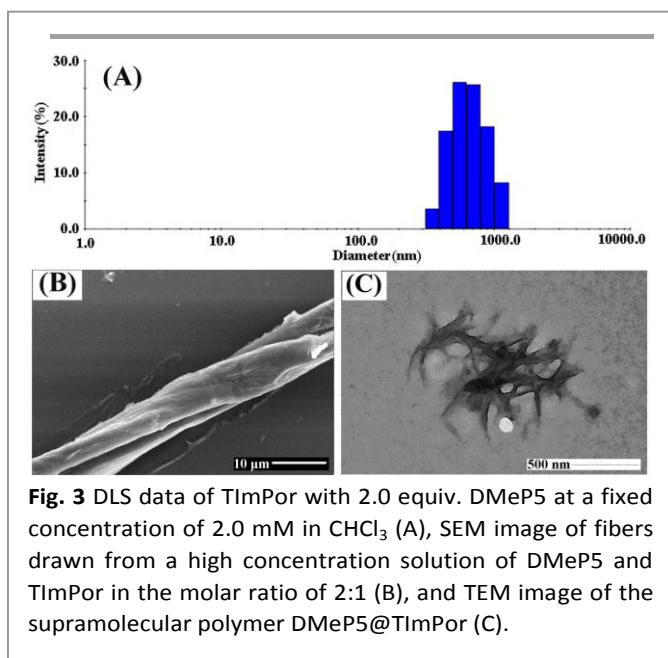 (A)
30.0
20.0
10.0
0.0
Intensity(%)
1.0 10.0 100.0 1000.0 10000.0
Diameter(nm)
(B)
10 μm
(C)
500 nm
Fig. 3 DLS data of TImPor with 2.0 equiv. DMeP5 at a fixed
concentration of 2.0 mM in CHCl₃ (A), SEM image of fibers
drawn from a high concentration solution of DMeP5 and
TImPor in the molar ratio of 2:1 (B), and TEM image of the
supramolecular polymer DMeP5@TImPor (C).